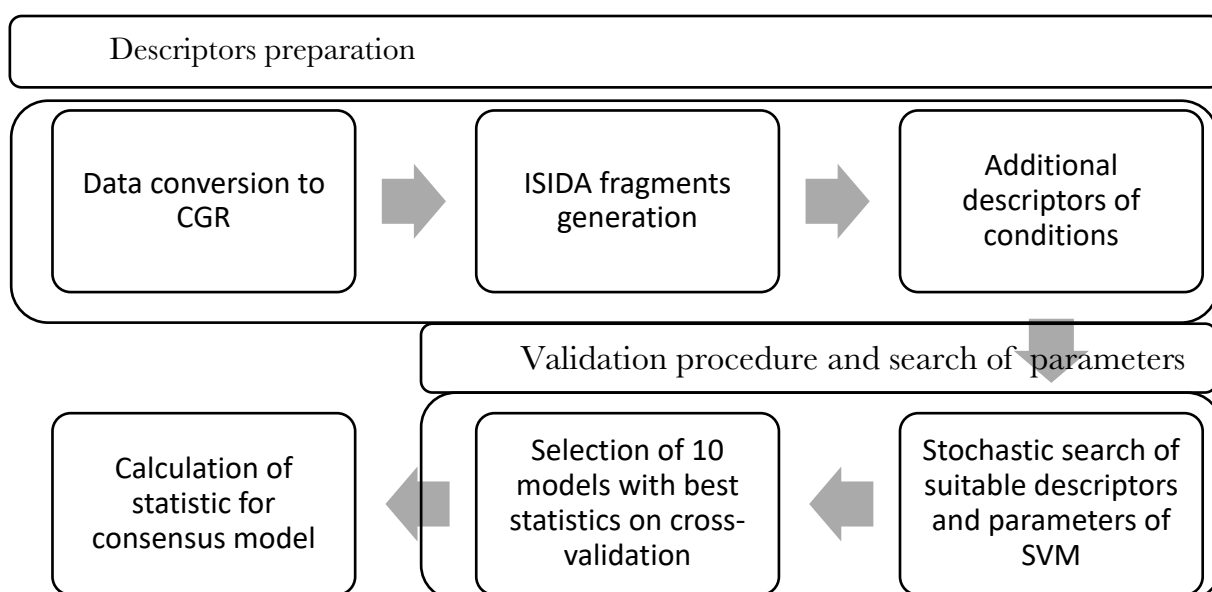 Descriptors preparation
Data conversion to
CGR
ISIDA fragments
generation
Additional
descriptors of
conditions
Validation procedure and search of parameters
Stochastic search of
suitable descriptors
and parameters of
SVM
Selection of 10
models with best
statistics on cross-
validation
Calculation of
statistic for
consensus model